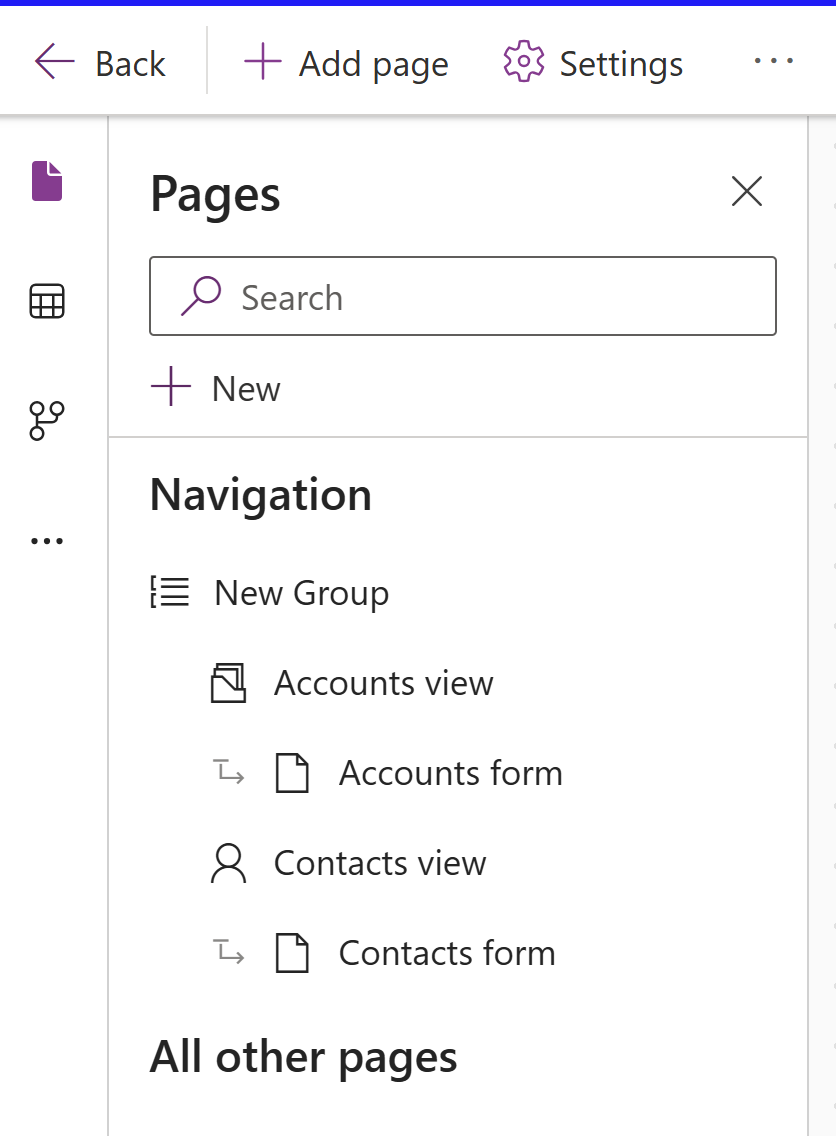 Back
Add page
Settings
Pages
Search
New
Navigation
New Group
Accounts view
Accounts form
Contacts view
Contacts form
All other pages